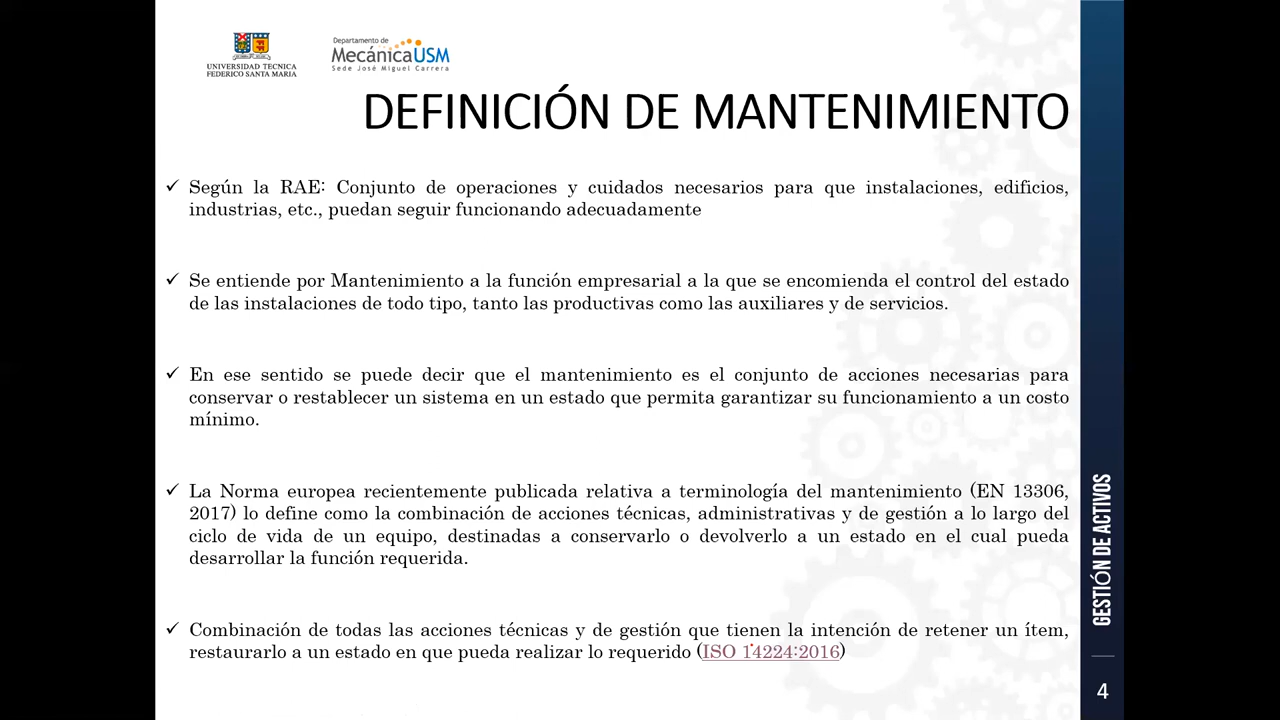 UNIVERSIDAD TECNICA
FEDERICO SANTA MARIA
Departamento de
MecánicaUSM
Sede José Miguel Carrera
DEFINICIÓN DE MANTENIMIENTO
✓ Según la RAE: Conjunto de operaciones y cuidados necesarios para que instalaciones, edificios,
industrias, etc., puedan seguir funcionando adecuadamente
✓ Se entiende por Mantenimiento a la función empresarial a la que se encomienda el control del estado
de las instalaciones de todo tipo, tanto las productivas como las auxiliares y de servicios.
✓ En ese sentido se puede decir que el mantenimiento es el conjunto de acciones necesarias para
conservar o restablecer un sistema en un estado que permita garantizar su funcionamiento a un costo
mínimo.
✓ La Norma europea recientemente publicada relativa a terminología del mantenimiento (EN 13306,
2017) lo define como la combinación de acciones técnicas, administrativas y de gestión a lo largo del
ciclo de vida de un equipo, destinadas a conservarlo o devolverlo a un estado en el cual pueda
desarrollar la función requerida.
✓ Combinación de todas las acciones técnicas y de gestión que tienen la intención de retener un ítem,
restaurarlo a un estado en que pueda realizar lo requerido (ISO 14224:2016)
GESTIÓN DE ACTIVOS
4